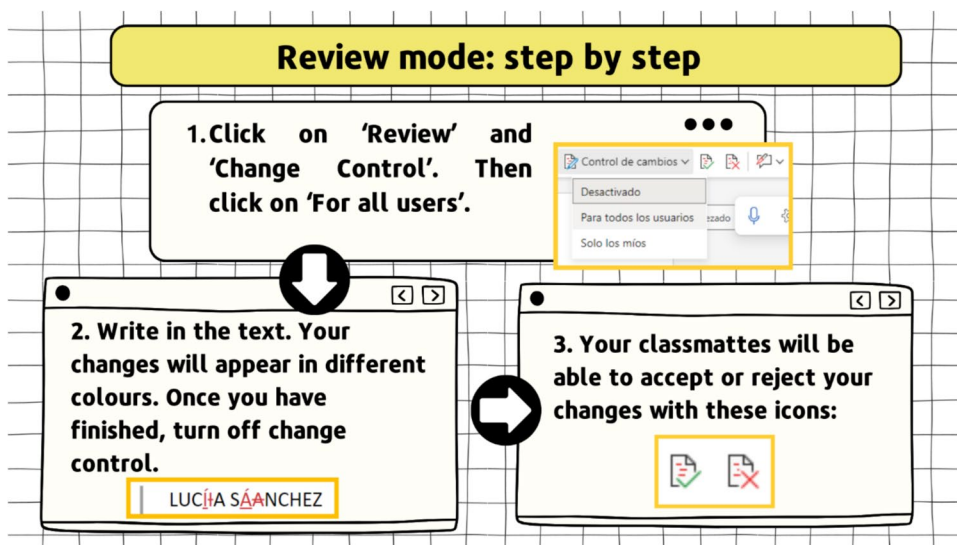 Review mode: step by step
1.Click on ‘Review’ and
‘Change Control’. Then
click on ‘For all users’.
Control de cambios
Desactivado
Para todos los usuarios
Solo los míos
ezado
2. Write in the text. Your
changes will appear in different
colours. Once you have
finished, turn off change
control.
LUCÍIA SÁANCHEZ
3. Your classmattes will be
able to accept or reject your
changes with these icons: